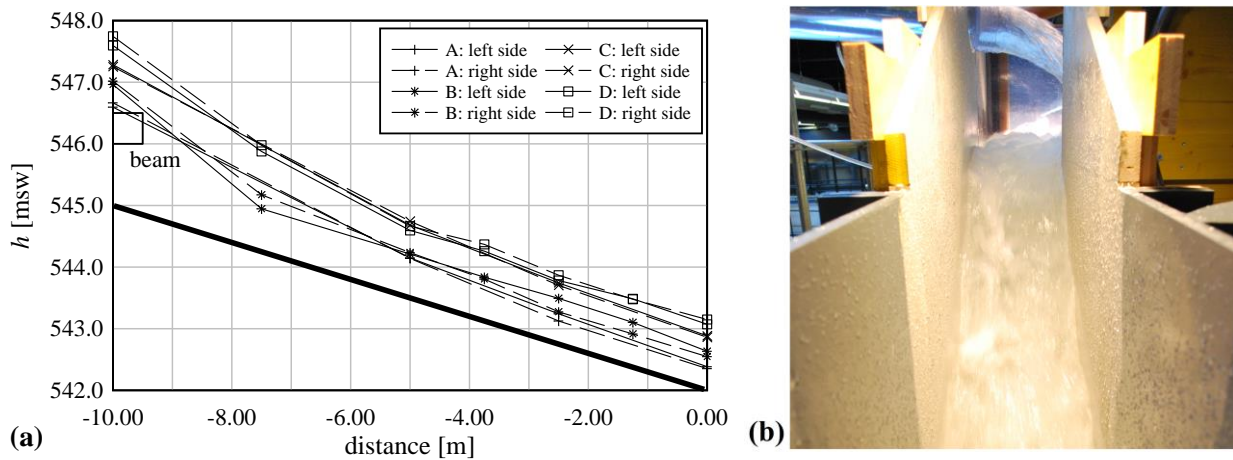 548.0
547.0
546.0
545.0
544.0
543.0
542.0
h [msw]
A: left side
A: right side
B: left side
B: right side
C: left side
C: right side
D: left side
D: right side
beam
-10.00
-8.00
-6.00
-4.00
-2.00
0.00
distance [m]
(a)
(b)